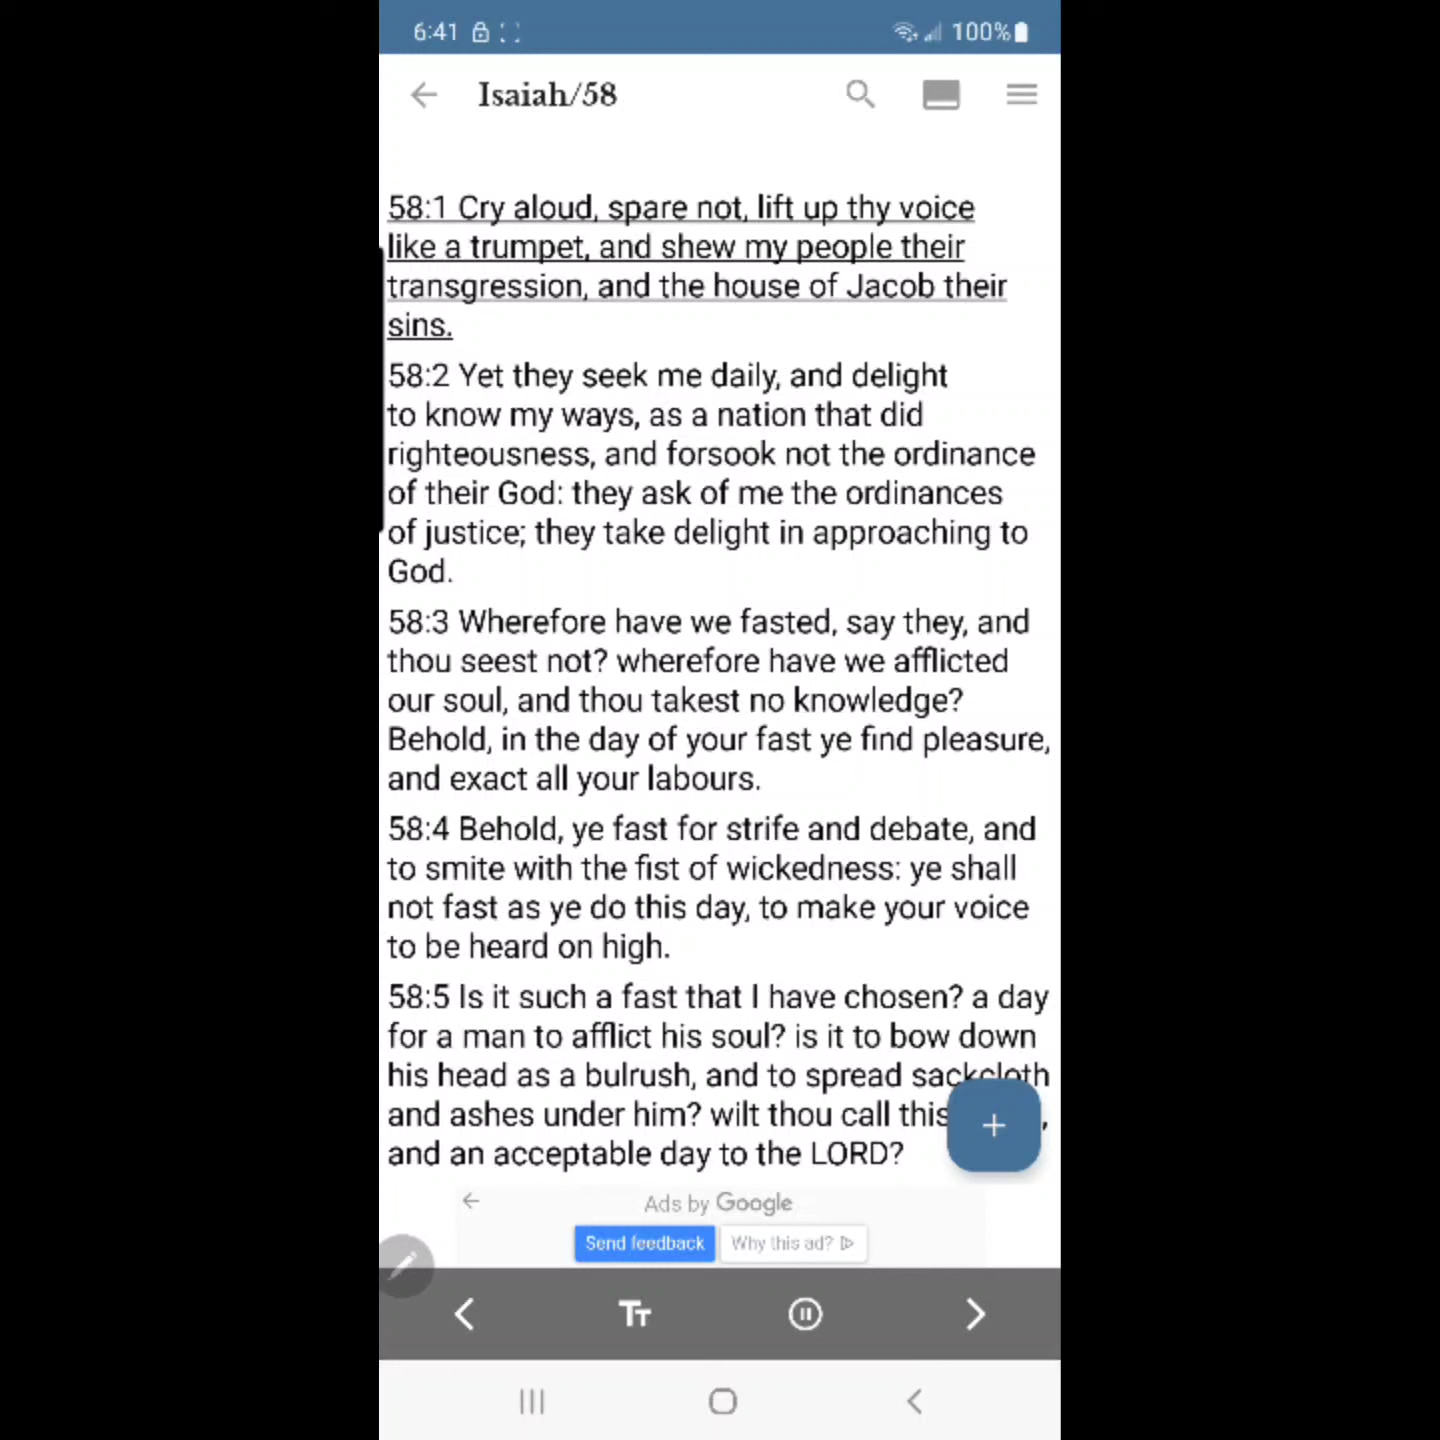 6:41
100%
Isaiah/58
58:1 Cry aloud, spare not, lift up thy voice
like a trumpet, and shew my people their
transgression, and the house of Jacob their
sins.
58:2 Yet they seek me daily, and delight
to know my ways, as a nation that did
righteousness, and forsook not the ordinance
of their God: they ask of me the ordinances
of justice; they take delight in approaching to
God.
58:3 Wherefore have we fasted, say they, and
thou seest not? wherefore have we afflicted
our soul, and thou takest no knowledge?
Behold, in the day of your fast ye find pleasure,
and exact all your labours.
58:4 Behold, ye fast for strife and debate, and
to smite with the fist of wickedness: ye shall
not fast as ye do this day, to make your voice
to be heard on high.
58:5 Is it such a fast that I have chosen? a day
for a man to afflict his soul? is it to bow down
his head as a bulrush, and to spread sackcloth
and ashes under him? wilt thou call this
and an acceptable day to the LORD?
Ads by Google
Send feedback
Why this ad?
TT